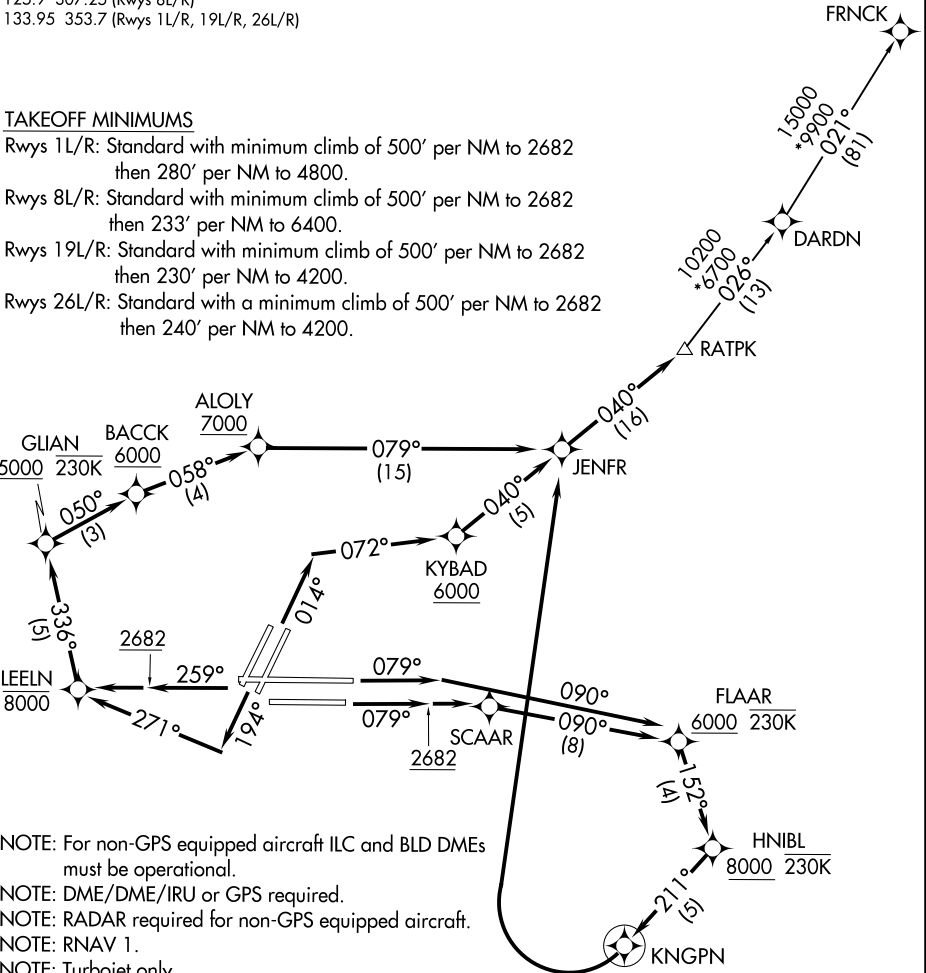 133.95 353.7 (Rwys 1L/R, 19L/R, 26L/R)
FRNCK
15000
*9900
021°
(81)
TAKEOFF MINIMUMS
Rwys 1L/R: Standard with minimum climb of 500' per NM to 2682
then 280' per NM to 4800.
Rwys 8L/R: Standard with minimum climb of 500' per NM to 2682
then 233' per NM to 6400.
Rwys 19L/R: Standard with minimum climb of 500' per NM to 2682
then 230' per NM to 4200.
Rwys 26L/R: Standard with a minimum climb of 500' per NM to 2682
then 240' per NM to 4200.
DARDN
10200
*6700
026°
(13)
RATPK
040°
(16)
ALOLY
7000
BACCK
6000
GLIAN
5000 230K
079°
(15)
JENFR
058°
(4)
050°
(3)
040°
(5)
072°
KYBAD
6000
014°
336°
(5)
2682
LEELN
8000
259°
271°
194°
079°
079°
2682
SCAAR
090°
090°
(8)
FLAAR
6000 230K
152°
(4)
HNIBL
8000 230K
211°
(5)
KNGPN
NOTE: For non-GPS equipped aircraft ILC and BLD DMEs
must be operational.
NOTE: DME/DME/IRU or GPS required.
NOTE: RADAR required for non-GPS equipped aircraft.
NOTE: RNAV 1.
NOTE: Turbojet only